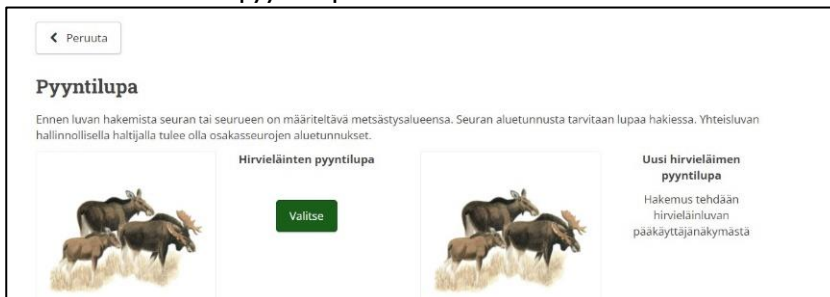 Peruuta
Pyyntilupa
Ennen luvan hakemista seuran tai seurueen on määriteltävä metsästysalueensa. Seuran aluetunnusta tarvitaan lupaa hakiessa. Yhteisluvan
hallinnollisella haltijalla tulee olla osakasseurojen aluetunnukset.
Hirvieläinten pyyntilupa
Valitse
Uusi hirvieläimen
pyyntilupa
Hakemus tehdään
hirvieläinluvan
pääkäyttäjänäkymästä